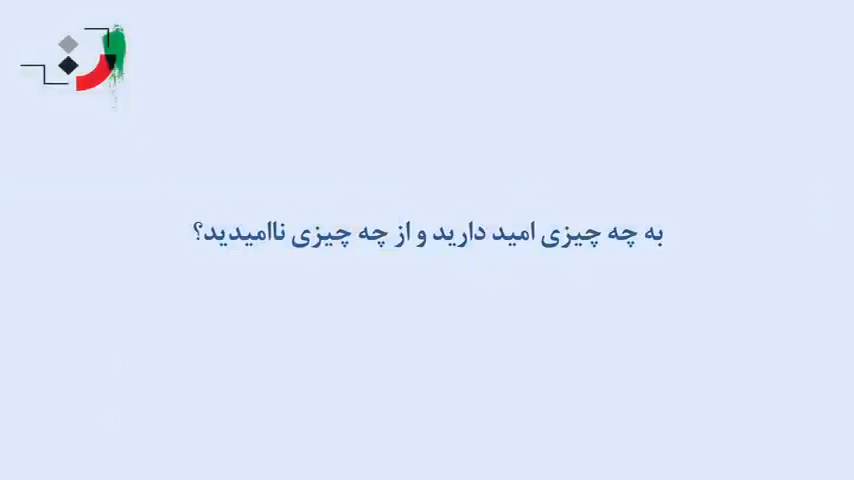 به چه چیزی امید دارید و از چه چیزی ناامیدید؟